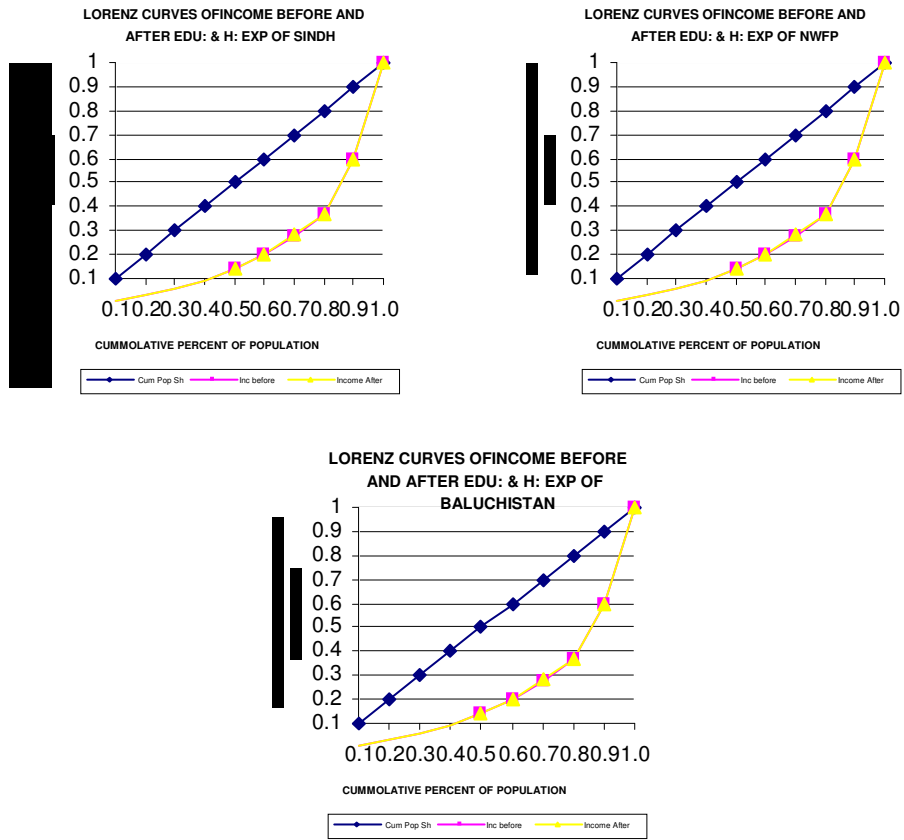 LORENZ CURVES OFINCOME BEFORE AND
AFTER EDU: & H: EXP OF SINDH
1
0.9
0.8
0.7
0.6
0.5
0.4
0.3
0.2
0.1
0.10.20.30.40.50.60.70.80.91.0
CUMMOLATIVE PERCENT OF POPULATION
Cum Pop Sh Inc before Income After
LORENZ CURVES OFINCOME BEFORE AND
AFTER EDU: & H: EXP OF NWFP
1
0.9
0.8
0.7
0.6
0.5
0.4
0.3
0.2
0.1
0.10.20.30.40.50.60.70.80.91.0
CUMMOLATIVE PERCENT OF POPULATION
Cum Pop Sh Inc before Income After
LORENZ CURVES OFINCOME BEFORE
AND AFTER EDU: & H: EXP OF
BALUCHISTAN
1
0.9
0.8
0.7
0.6
0.5
0.4
0.3
0.2
0.1
0.10.20.30.40.50.60.70.80.91.0
CUMMOLATIVE PERCENT OF POPULATION
Cum Pop Sh Inc before Income After